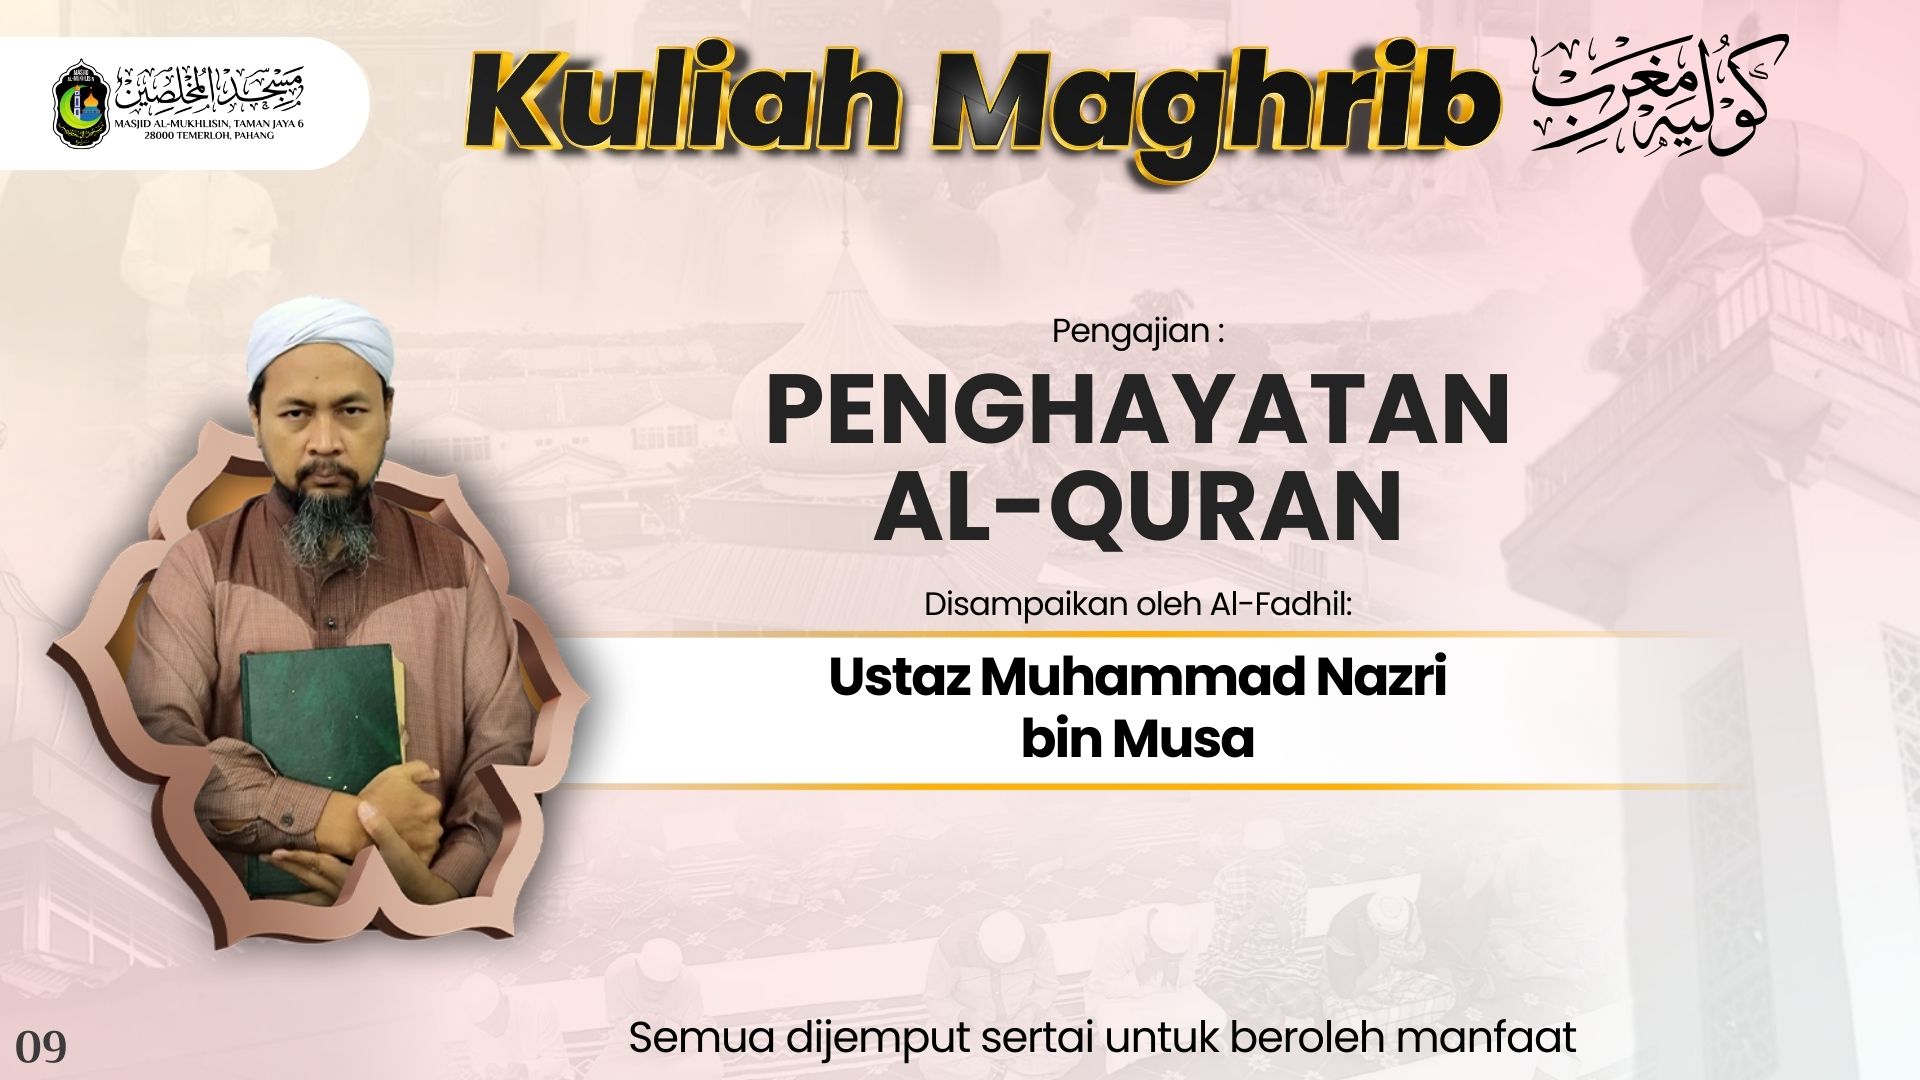 مسجد المخلصين
MASJID AL-MUKHLISIN, TAMAN JAYA 6
28000 TEMERLOH, PAHANG
Kuliah Maghrib
كوليه مغرب
Pengajian :
PENGHAYATAN
AL-QURAN
Disampaikan oleh Al-Fadhil:
Ustaz Muhammad Nazri
bin Musa
Semua dijemput sertai untuk beroleh manfaat
09